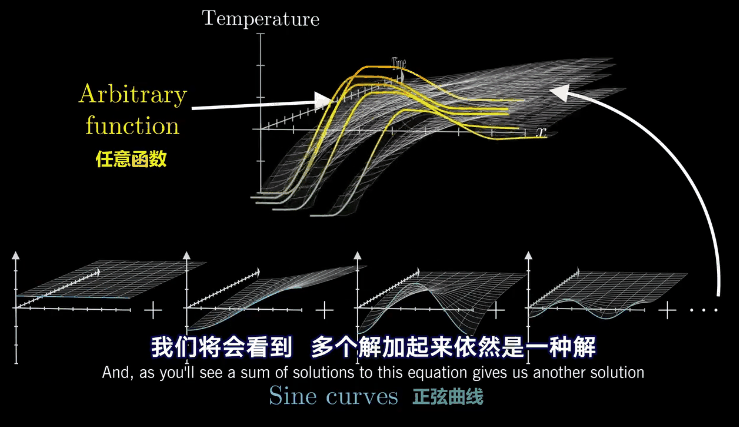 Temperature
Time
Arbitrary
function
任意函数
x
+ + + + ...
我们将会看到 多个解加起来依然是一种解
And, as you'll see a sum of solutions to this equation gives us another solution
Sine curves 正弦曲线